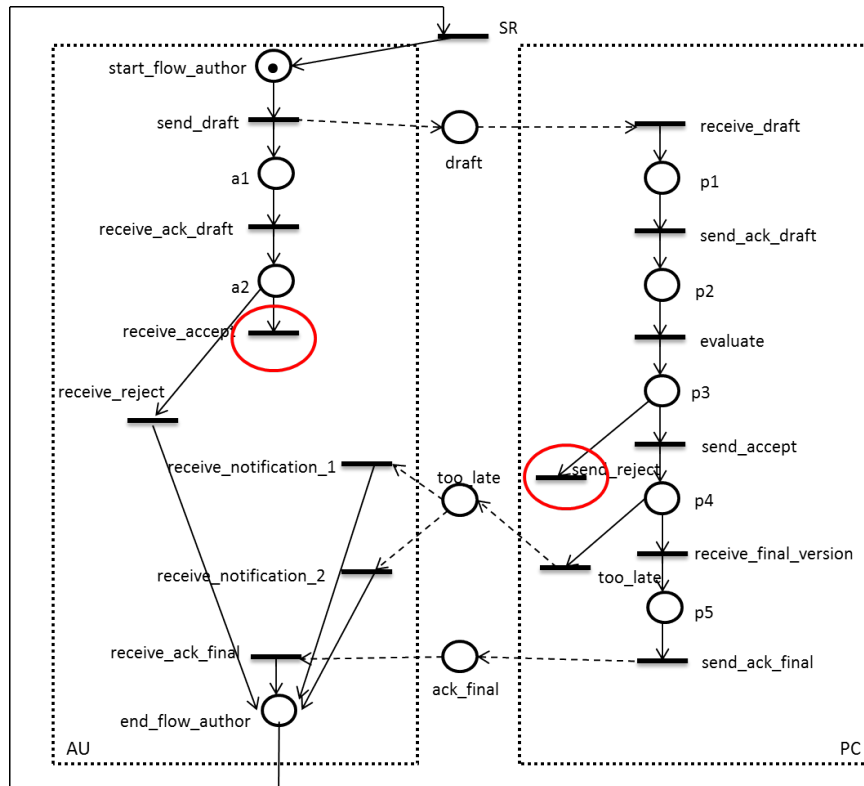 SR
start_flow_author
send_draft
draft
receive_draft
a1
p1
receive_ack_draft
send_ack_draft
a2
p2
receive_accept
evaluate
receive_reject
p3
send_accept
receive_notification_1
too_late
send_reject
p4
receive_notification_2
too_late
receive_final_version
p5
receive_ack_final
ack_final
send_ack_final
end_flow_author
AU
PC